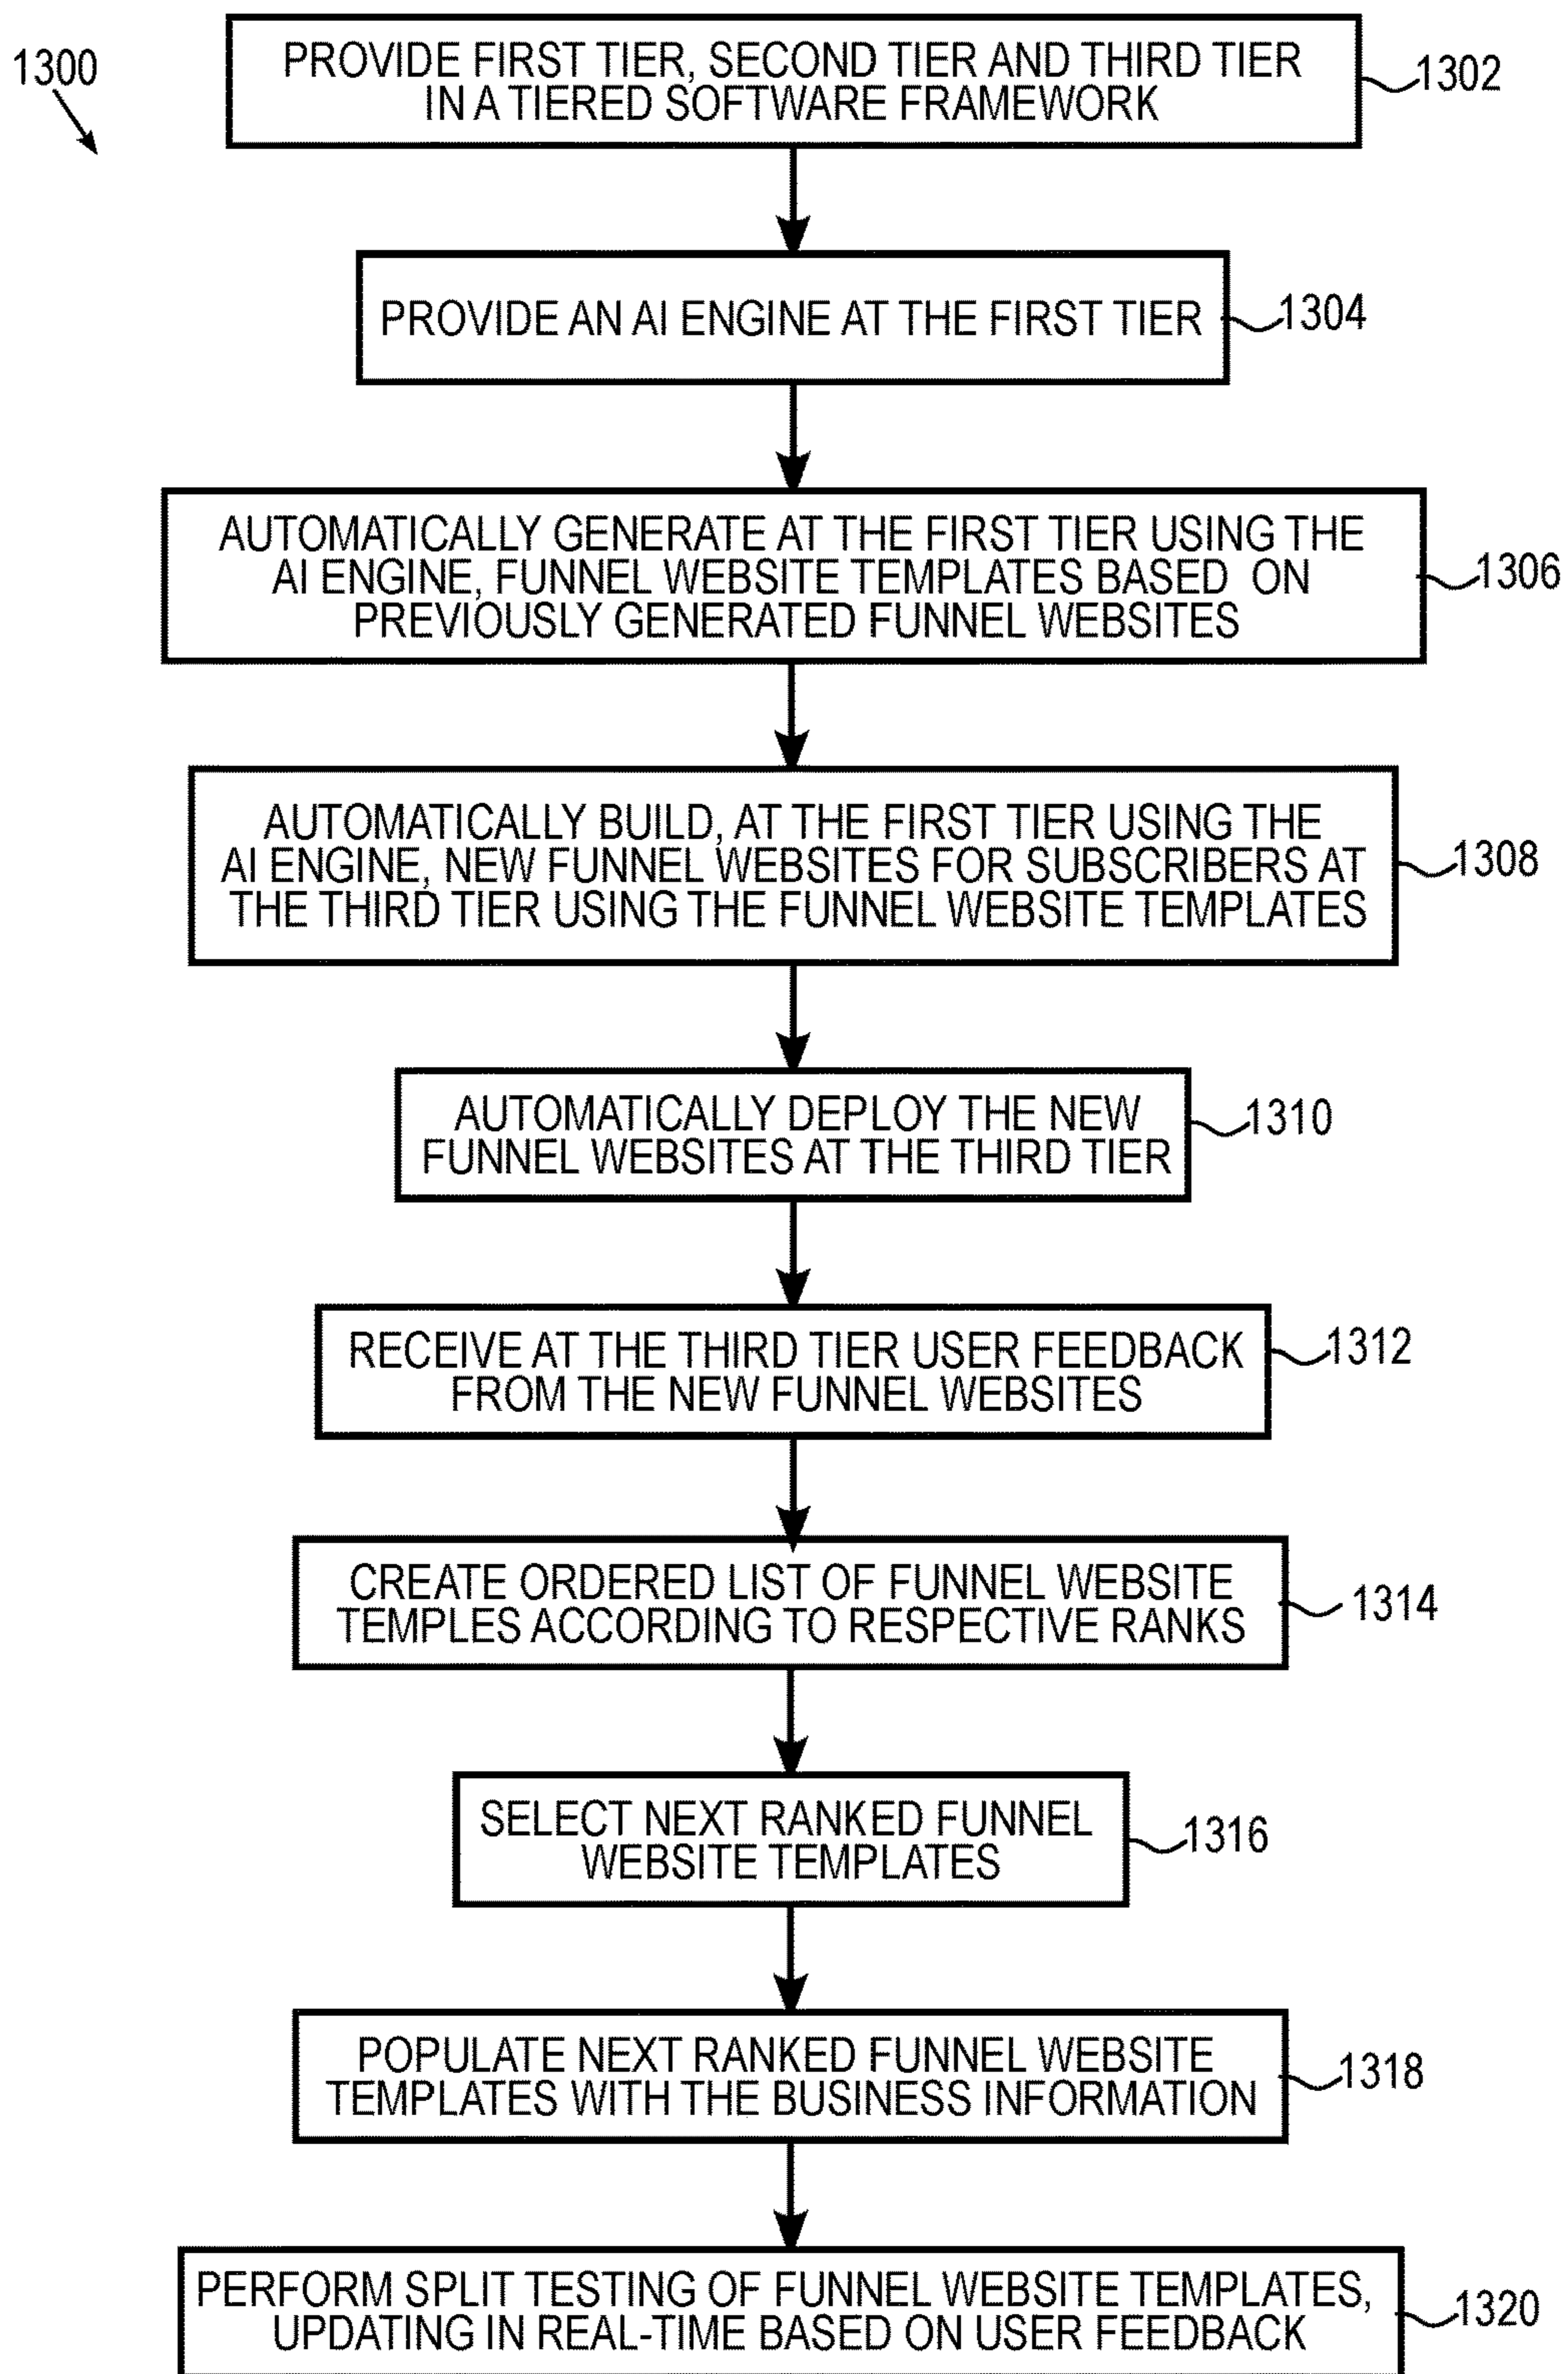 1300
PROVIDE FIRST TIER, SECOND TIER AND THIRD TIER
IN A TIERED SOFTWARE FRAMEWORK
1302
PROVIDE AN AI ENGINE AT THE FIRST TIER
1304
AUTOMATICALLY GENERATE AT THE FIRST TIER USING THE
AI ENGINE, FUNNEL WEBSITE TEMPLATES BASED ON
PREVIOUSLY GENERATED FUNNEL WEBSITES
1306
AUTOMATICALLY BUILD, AT THE FIRST TIER USING THE
AI ENGINE, NEW FUNNEL WEBSITES FOR SUBSCRIBERS AT
THE THIRD TIER USING THE FUNNEL WEBSITE TEMPLATES
1308
AUTOMATICALLY DEPLOY THE NEW
FUNNEL WEBSITES AT THE THIRD TIER
1310
RECEIVE AT THE THIRD TIER USER FEEDBACK
FROM THE NEW FUNNEL WEBSITES
1312
CREATE ORDERED LIST OF FUNNEL WEBSITE
TEMPLES ACCORDING TO RESPECTIVE RANKS
1314
SELECT NEXT RANKED FUNNEL
WEBSITE TEMPLATES
1316
POPULATE NEXT RANKED FUNNEL WEBSITE
TEMPLATES WITH THE BUSINESS INFORMATION
1318
PERFORM SPLIT TESTING OF FUNNEL WEBSITE TEMPLATES,
UPDATING IN REAL-TIME BASED ON USER FEEDBACK
1320